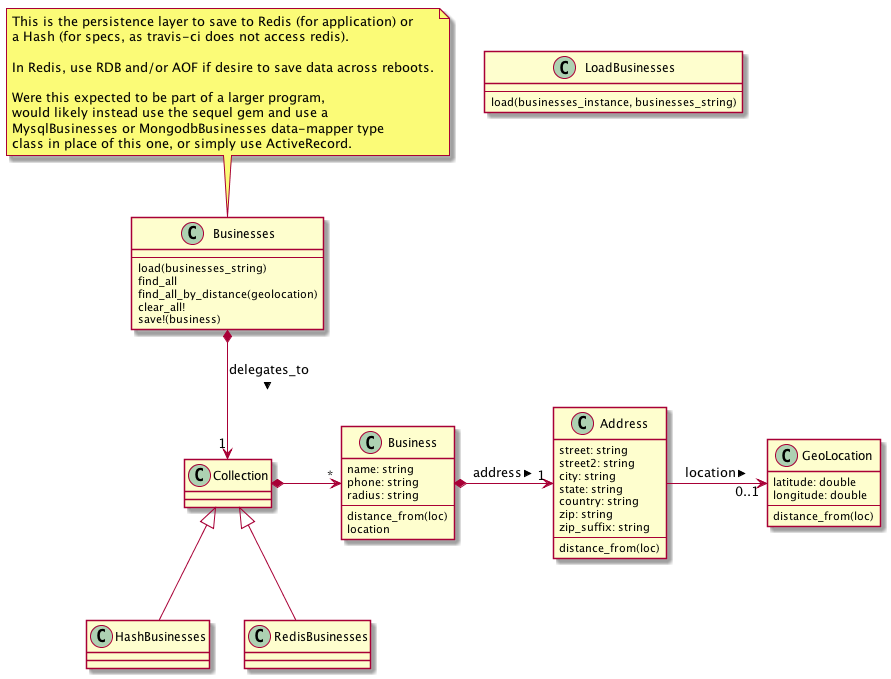 This is the persistence layer to save to Redis (for application) or
a Hash (for specs, as travis-ci does not access redis).
In Redis, use RDB and/or AOF if desire to save data across reboots.
Were this expected to be part of a larger program,
would likely instead use the sequel gem and use a
MysqlBusinesses or MongodbBusinesses data-mapper type
class in place of this one, or simply use ActiveRecord.
C LoadBusinesses
load(businesses_instance, businesses_string)
C Businesses
load(businesses_string)
find_all
find_all_by_distance(geolocation)
clear_all!
save!(business)
delegates_to
1
C Collection
*
C Business
name: string
phone: string
radius: string
distance_from(loc)
location
address
1
C Address
street: string
street2: string
city: string
state: string
country: string
zip: string
zip_suffix: string
distance_from(loc)
location
0..1
C GeoLocation
latitude: double
longitude: double
distance_from(loc)
C HashBusinesses
C RedisBusinesses